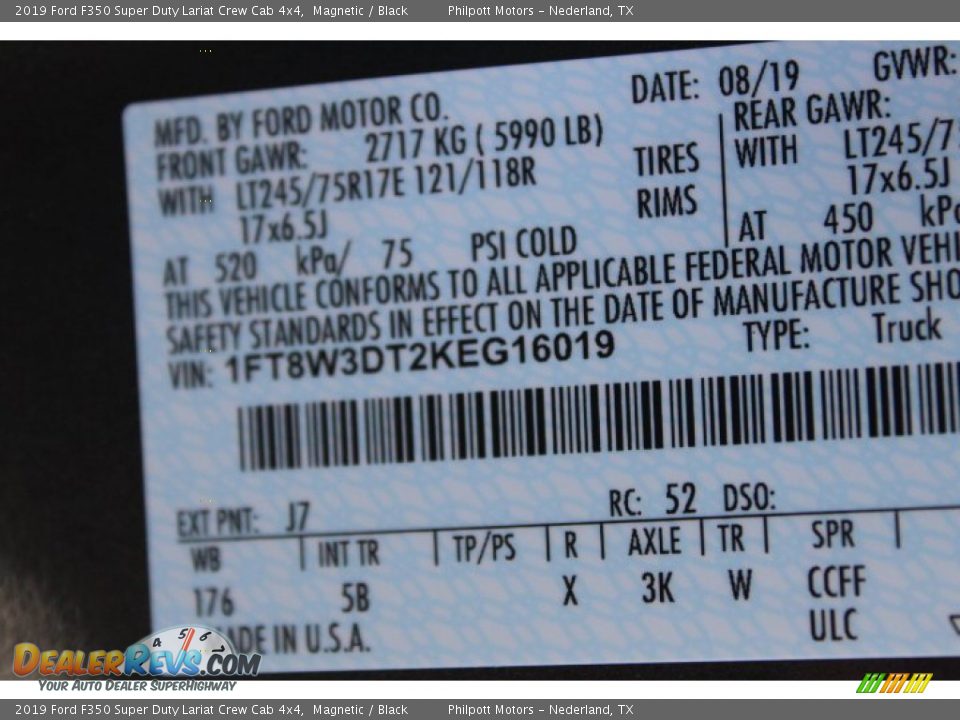 2019 Ford F350 Super Duty Lariat Crew Cab 4x4, Magnetic / Black Philpott Motors - Nederland, TX
DATE: 08/19 GVWR:
MFD. BY FORD MOTOR CO.
FRONT GAWR: 2717 KG ( 5990 LB)
REAR GAWR:
WITH LT245/75R17E 121/118R TIRES WITH LT245/7
17x6.5J RIMS 17x6.5J
AT 520 kPa/ 75 PSI COLD AT 450 kPa
THIS VEHICLE CONFORMS TO ALL APPLICABLE FEDERAL MOTOR VEHI
SAFETY STANDARDS IN EFFECT ON THE DATE OF MANUFACTURE SHO
VIN: 1FT8W3DT2KEG16019 TYPE: Truck
EXT PNT: J7 RC: 52 DSO:
WB INT TR TP/PS R AXLE TR SPR
176 5B X 3K W CCFF
ULC
MADE IN U.S.A.
DealerRevs.com
Your Auto Dealer SuperHighway
2019 Ford F350 Super Duty Lariat Crew Cab 4x4, Magnetic / Black Philpott Motors - Nederland, TX